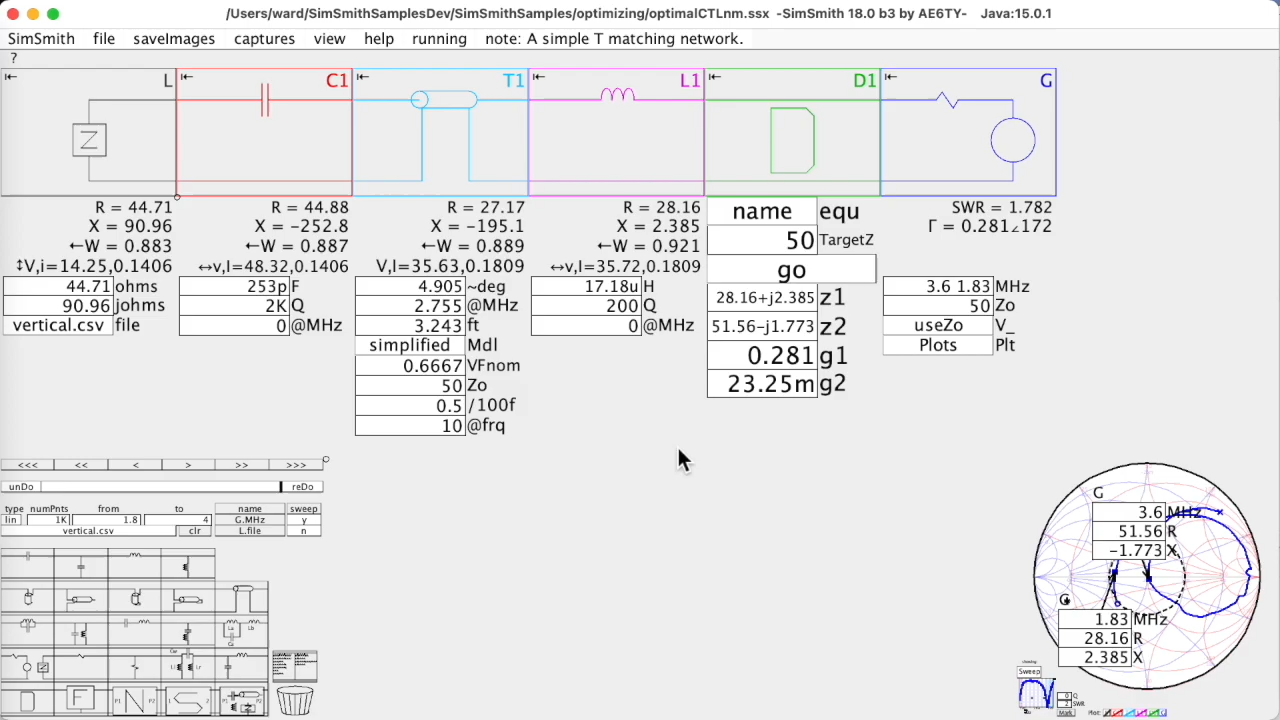 /Users/ward/SimSmithSamplesDev/SimSmithSamples/optimizing/optimalCTLnm.ssx -SimSmith 18.0 b3 by AE6TY- Java:15.0.1
SimSmith file saveImages captures view help running note: A simple T matching network.
?
L C1 T1 L1 D1 G
Z
R = 44.71
X = 90.96
←W = 0.883
↕V,i=14.25,0.1406
44.71 ohms
90.96 johms
vertical.csv file
R = 44.88
X = −252.8
←W = 0.887
↔v,I=48.32,0.1406
253p F
2K Q
0 @MHz
R = 27.17
X = −195.1
←W = 0.889
V,I=35.63,0.1809
4.905 ~deg
2.755 @MHz
3.243 ft
simplified Mdl
0.6667 VFnom
50 Zo
0.5 /100f
10 @frq
R = 28.16
X = 2.385
←W = 0.921
↔v,I=35.72,0.1809
17.18u H
200 Q
0 @MHz
name equ
50 TargetZ
go
28.16+j2.385 z1
51.56−j1.773 z2
0.281 g1
23.25m g2
SWR = 1.782
Γ = 0.281∠172
3.6 1.83 MHz
50 Zo
useZo V_
Plots Plt
<<< << < > >> >>>
unDo reDo
type numPnts from to name sweep
lin 1K 1.8 4 G.MHz y
vertical.csv clr L.file n
G
3.6 MHz
51.56 R
−1.773 X
G
1.83 MHz
28.16 R
2.385 X
Sweep
0 Q
2 SWR
Mark
Plot: